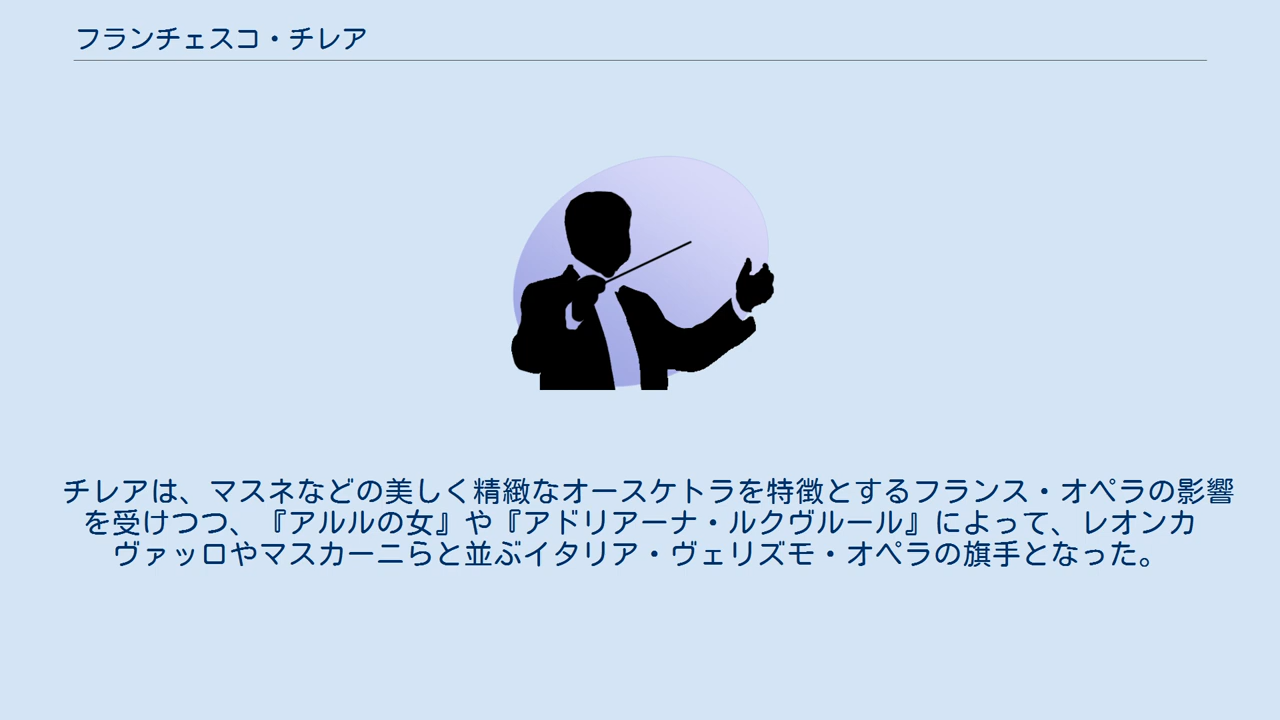 フランチェスコ・チレア
チレアは、マスネなどの美しく精緻なオースケトラを特徴とするフランス・オペラの影響
を受けつつ、『アルルの女』や『アドリアーナ・ルクヴルール』によって、レオンカ
ヴァッロやマスカーニらと並ぶイタリア・ヴェリズモ・オペラの旗手となった。